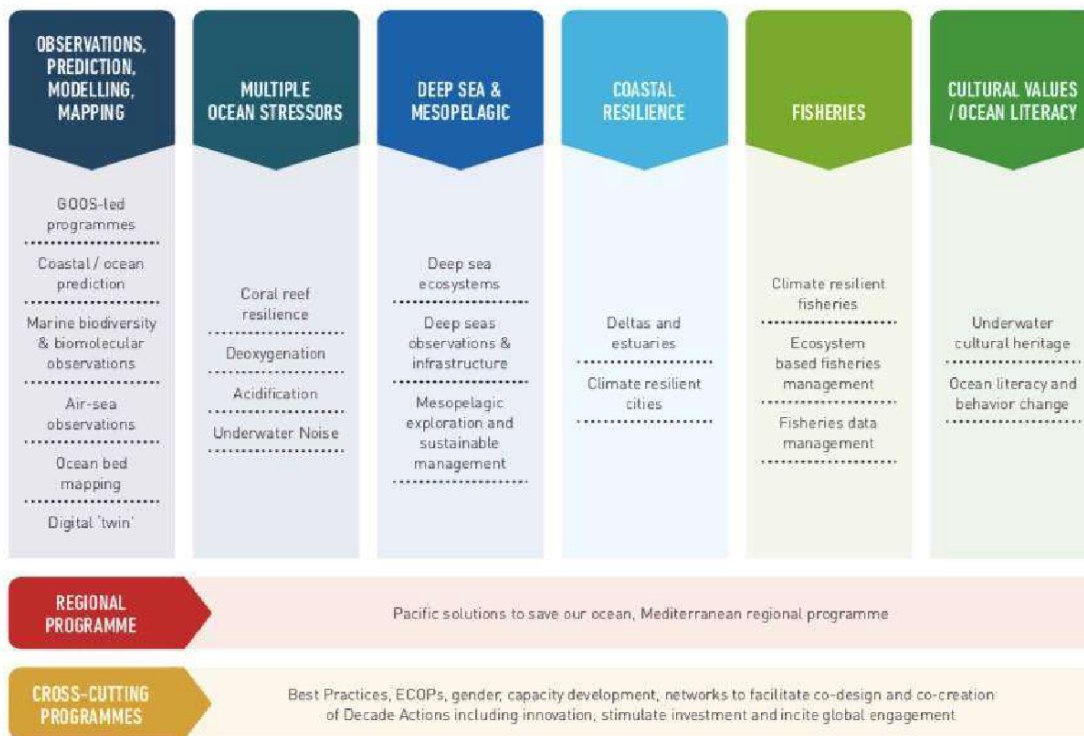 OBSERVATIONS,
PREDICTION,
MODELLING,
MAPPING
GOOS-led
programmes
Coastal / ocean
prediction
Marine biodiversity
& biomolecular
observations
Air-sea
observations
Ocean bed
mapping
Digital 'twin'
MULTIPLE
OCEAN STRESSORS
Coral reef
resilience
Deoxygenation
Acidification
Underwater Noise
DEEP SEA &
MESOPELAGIC
Deep sea
ecosystems
Deep seas
observations &
infrastructure
Mesopelagic
exploration and
sustainable
management
COASTAL
RESILIENCE
Deltas and
estuaries
Climate resilient
cities
FISHERIES
Climate resilient
fisheries
Ecosystem
based fisheries
management
Fisheries data
management
CULTURAL VALUES
/ OCEAN LITERACY
Underwater
cultural heritage
Ocean literacy and
behavior change
REGIONAL
PROGRAMME
Pacific solutions to save our ocean, Mediterranean regional programme
CROSS-CUTTING
PROGRAMMES
Best Practices, ECOPs, gender, capacity development, networks to facilitate co-design and co-creation
of Decade Actions including innovation, stimulate investment and incite global engagement